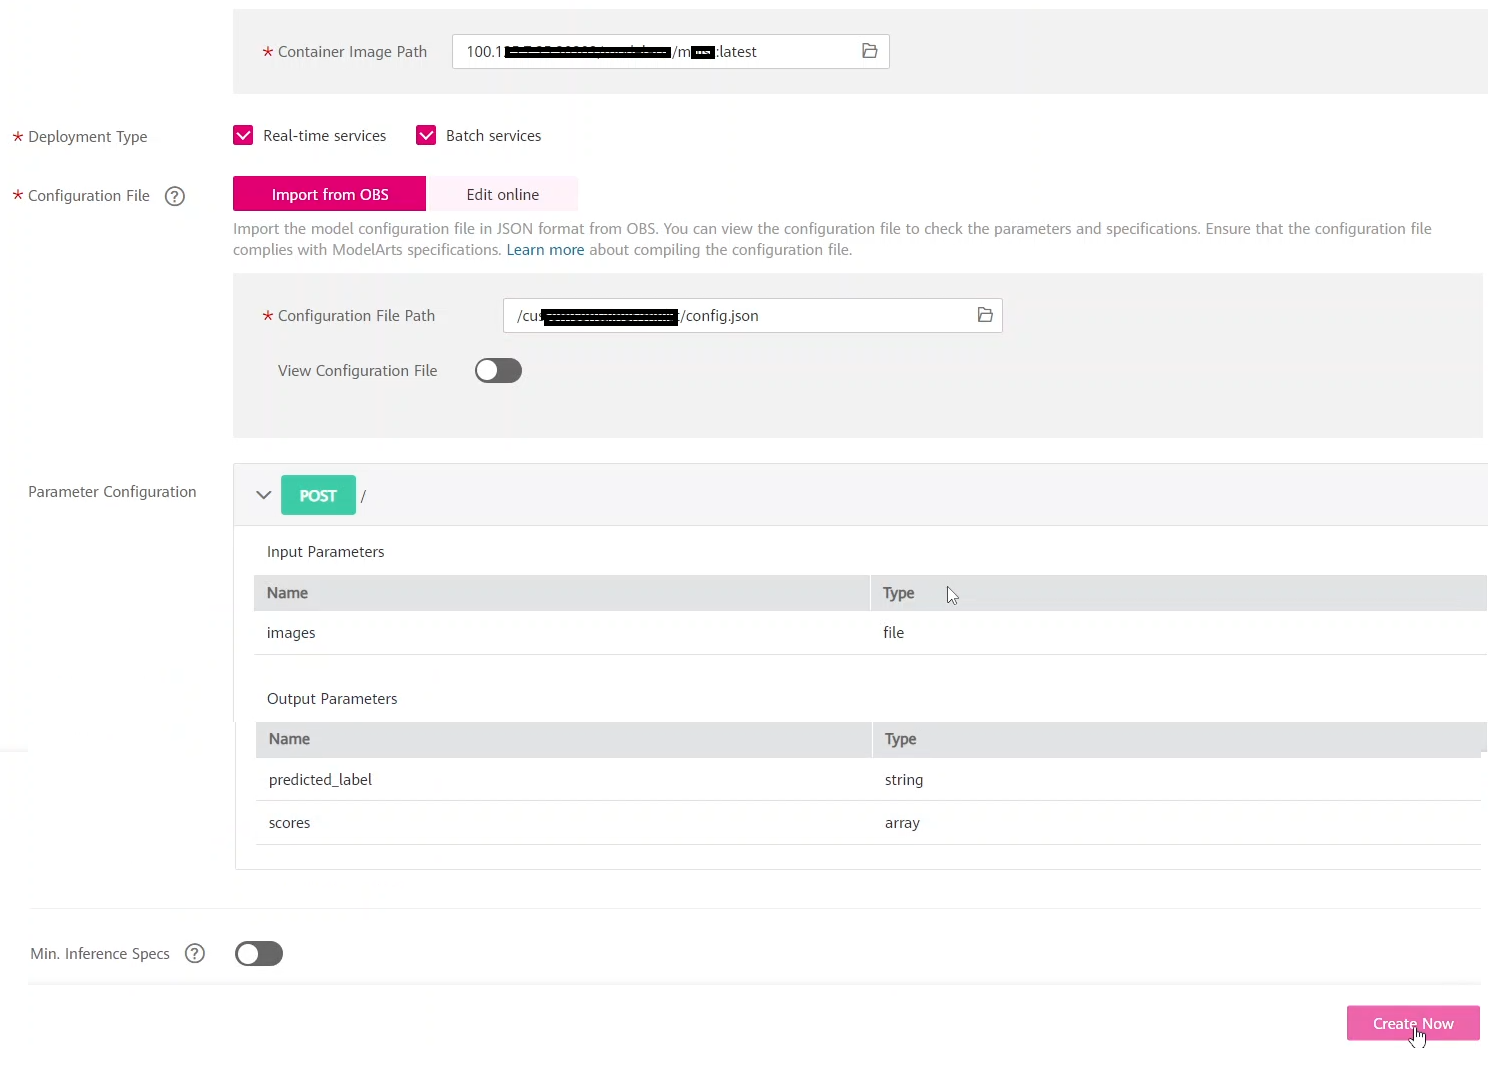 * Container Image Path 100.1 /m :latest
* Deployment Type Real-time services Batch services
* Configuration File ? Import from OBS Edit online
Import the model configuration file in JSON format from OBS. You can view the configuration file to check the parameters and specifications. Ensure that the configuration file
complies with ModelArts specifications. Learn more about compiling the configuration file.
* Configuration File Path /cus /config.json
View Configuration File
Parameter Configuration POST /
Input Parameters
Name Type
images file
Output Parameters
Name Type
predicted_label string
scores array
Min. Inference Specs ?
Create Now